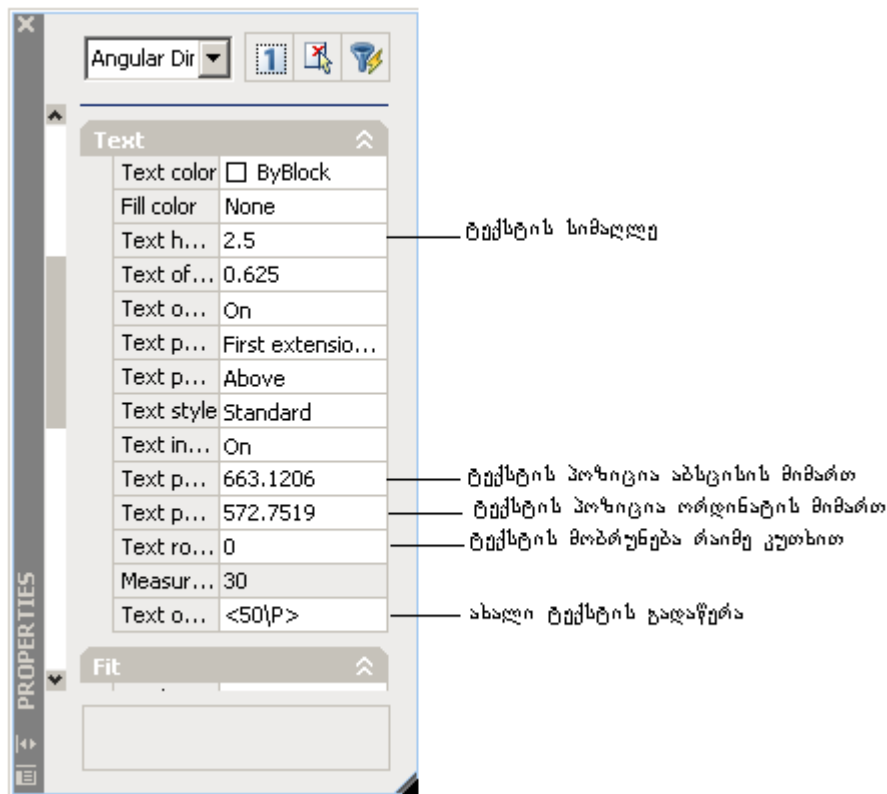 Angular Dir
1
Text
Text color ByBlock
Fill color None
Text h... 2.5 ტექსტის სიმაღლე
Text of... 0.625
Text o... On
Text p... First extensio...
Text p... Above
Text style Standard
Text in... On
Text p... 663.1206 ტექსტის პოზიცია აბსცისის მიმართ
Text p... 572.7519 ტექსტის პოზიცია ორდინატის მიმართ
Text ro... 0 ტექსტის მობრუნება რაიმე კუთხით
Measur... 30
Text o... <50\P> ახალი ტექსტის გადაწერა
Fit
PROPERTIES